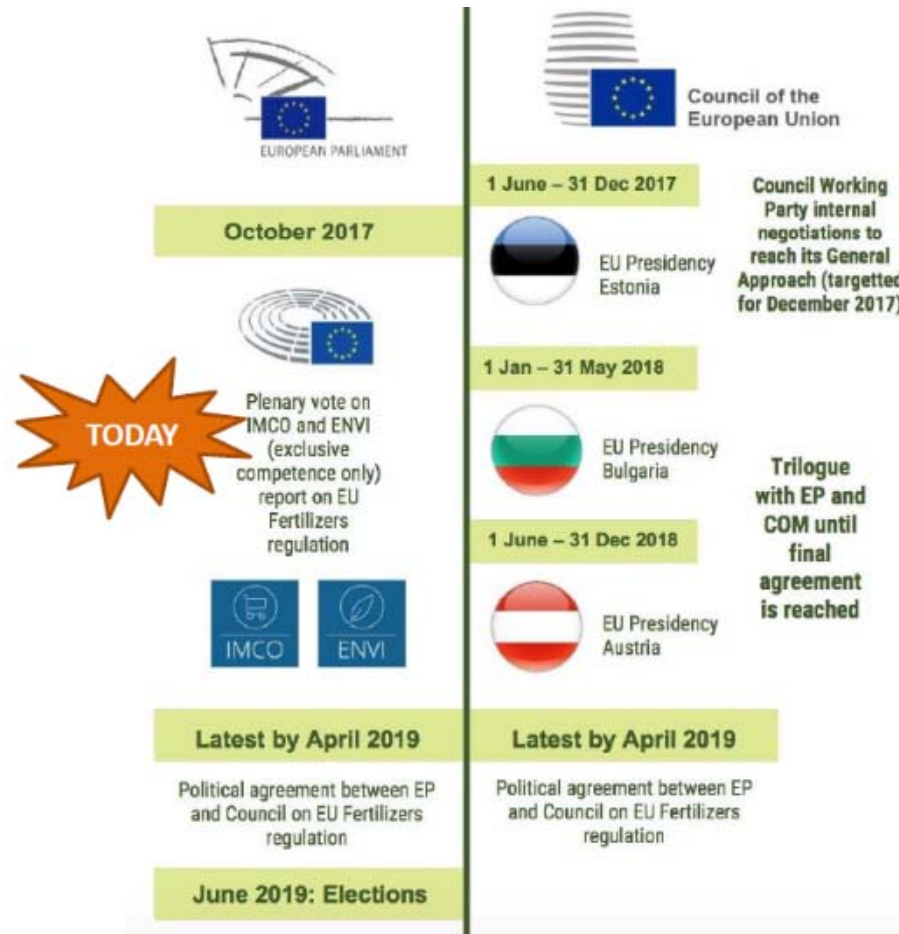 EUROPEAN PARLIAMENT
October 2017
TODAY
Plenary vote on
IMCO and ENVI
(exclusive
competence only)
report on EU
Fertilizers
regulation
IMCO
ENVI
Latest by April 2019
Political agreement between EP
and Council on EU Fertilizers
regulation
June 2019: Elections
Council of the
European Union
1 June – 31 Dec 2017
EU Presidency
Estonia
Council Working
Party internal
negotiations to
reach its General
Approach (targetted
for December 2017)
1 Jan – 31 May 2018
EU Presidency
Bulgaria
1 June – 31 Dec 2018
EU Presidency
Austria
Trilogue
with EP and
COM until
final
agreement
is reached
Latest by April 2019
Political agreement between EP
and Council on EU Fertilizers
regulation